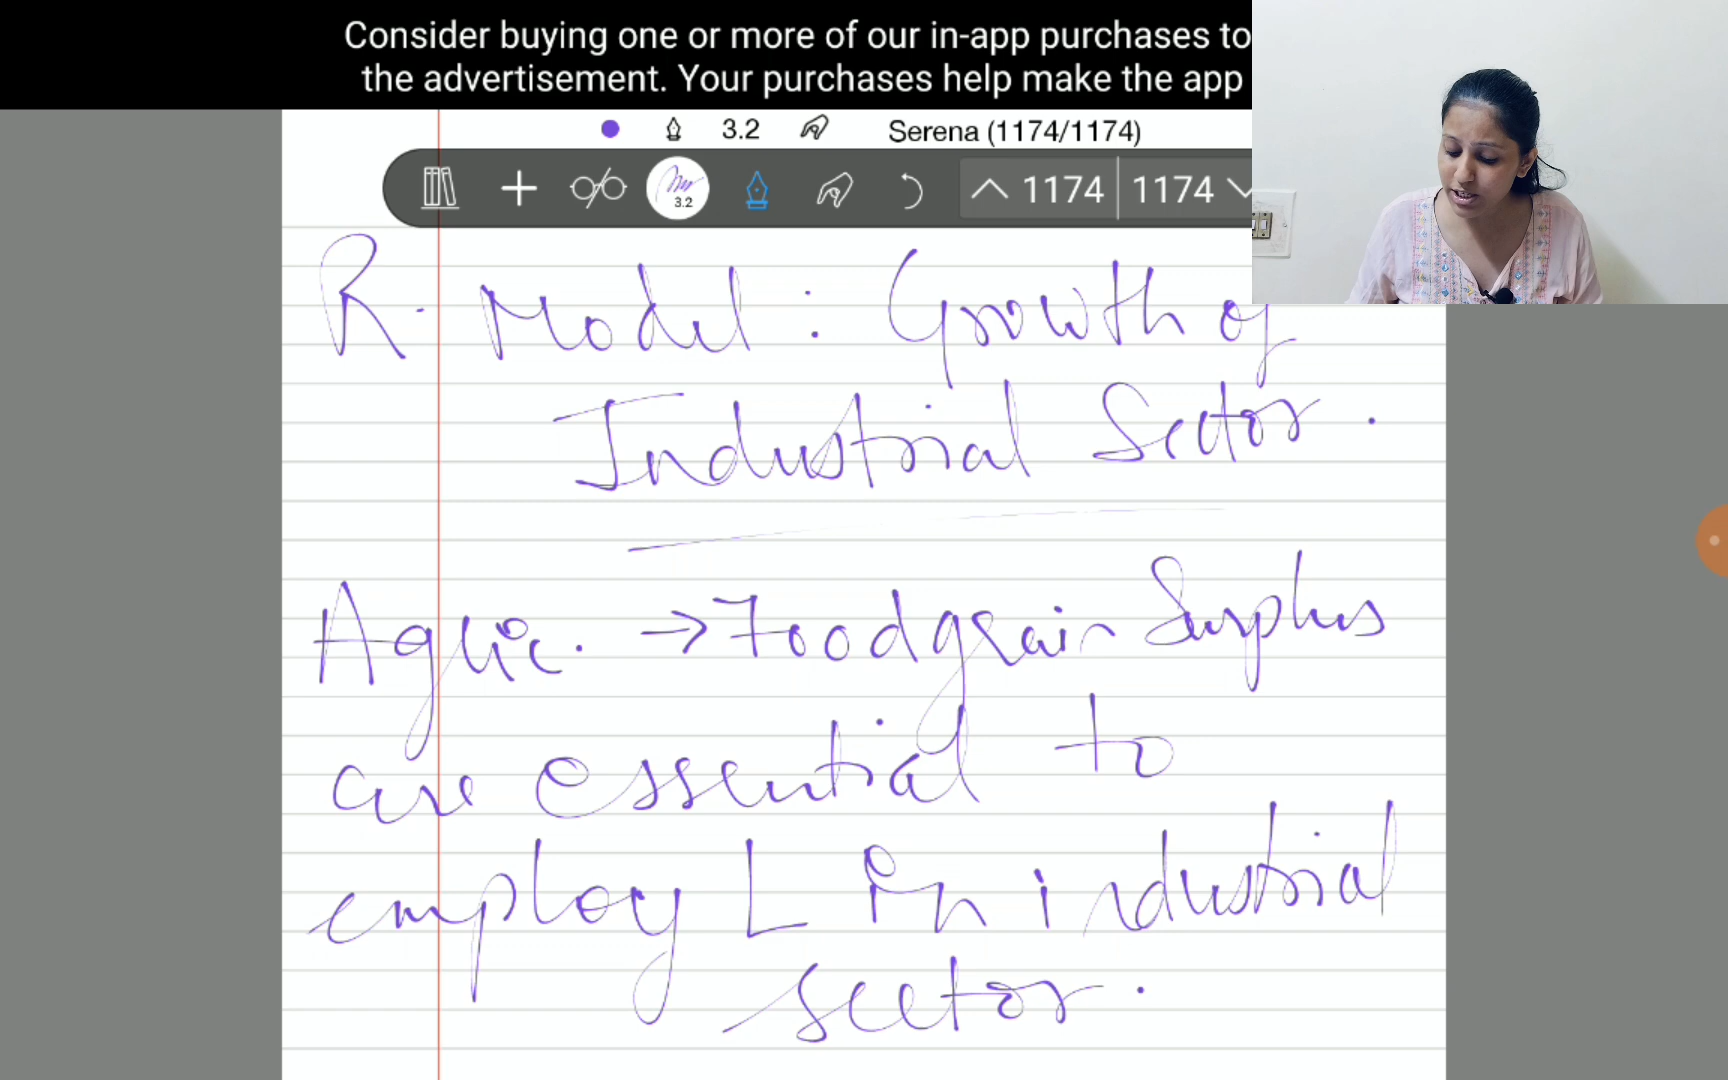 Consider buying one or more of our in-app purchases to
the advertisement. Your purchases help make the app
3.2 Serena (1174/1174)
3.2 1174 1174
R. Model : Growth of
Industrial Sector.
Agric. → Foodgrain Surplus
are essential to
employ L in industrial
sector.